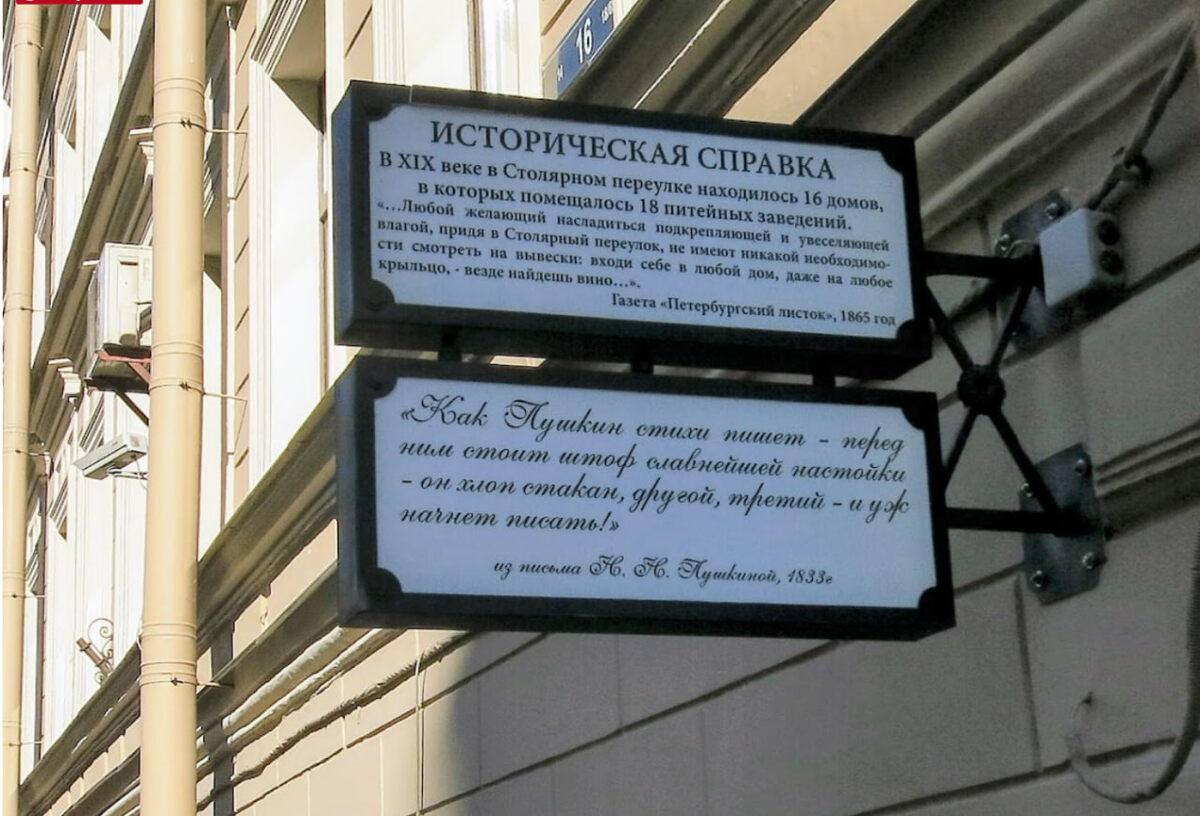 16
ИСТОРИЧЕСКАЯ СПРАВКА
В XIX веке в Столярном переулке находилось 16 домов,
в которых помещалось 18 питейных заведений.
«...Любой желающий насладиться подкрепляющей и увеселяющей
влагой, придя в Столярный переулок, не имеют никакой необходимо-
сти смотреть на вывески: входи себе в любой дом, даже на любое
крыльцо, - везде найдешь вино...».
Газета «Петербургский листок», 1865 год
«Как Пушкин стихи пишет - перед
ним стоит штоф славнейшей настойки
- он хлоп стакан, другой, третий - и уж
начнет писать!»
из письма Н. Н. Пушкиной, 1833г